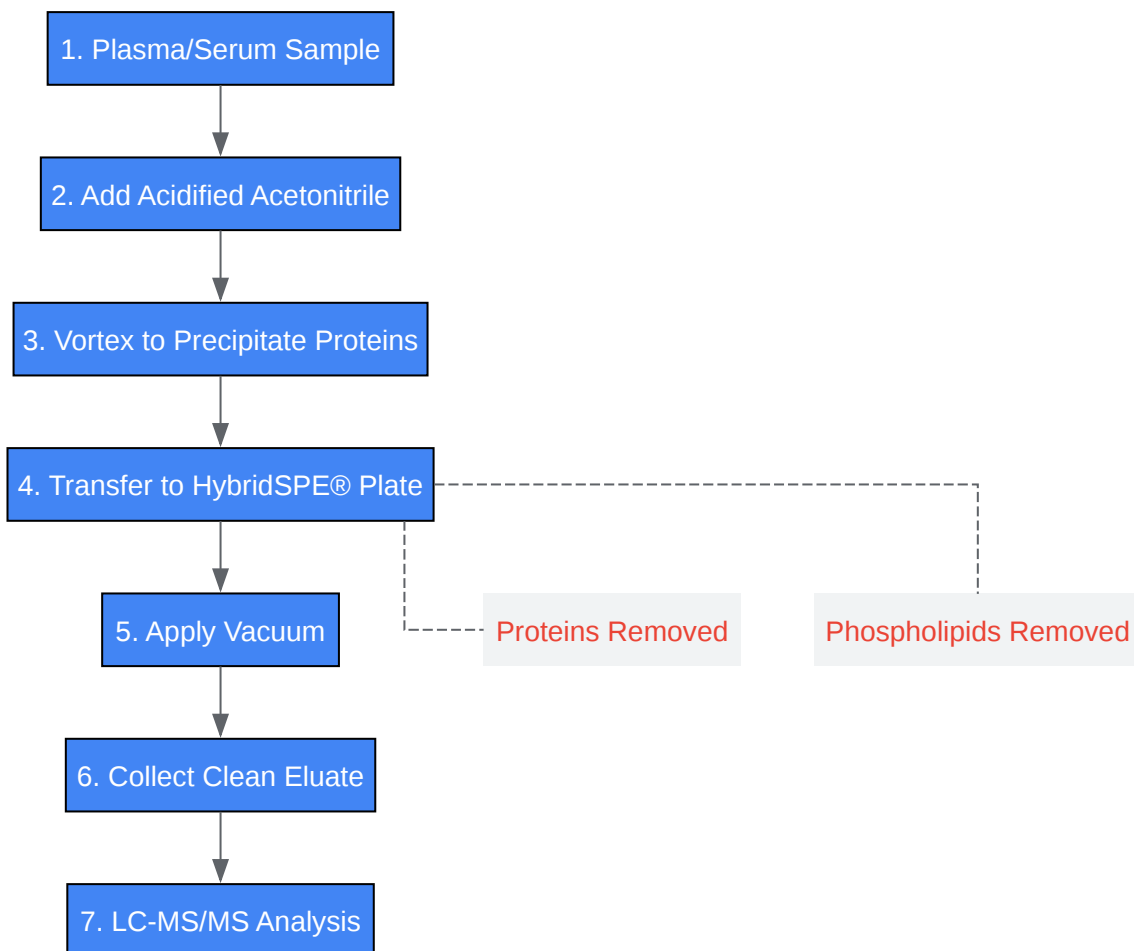 1. Plasma/Serum Sample
2. Add Acidified Acetonitrile
3. Vortex to Precipitate Proteins
4. Transfer to HybridSPE® Plate
5. Apply Vacuum
Proteins Removed
Phospholipids Removed
6. Collect Clean Eluate
7. LC-MS/MS Analysis